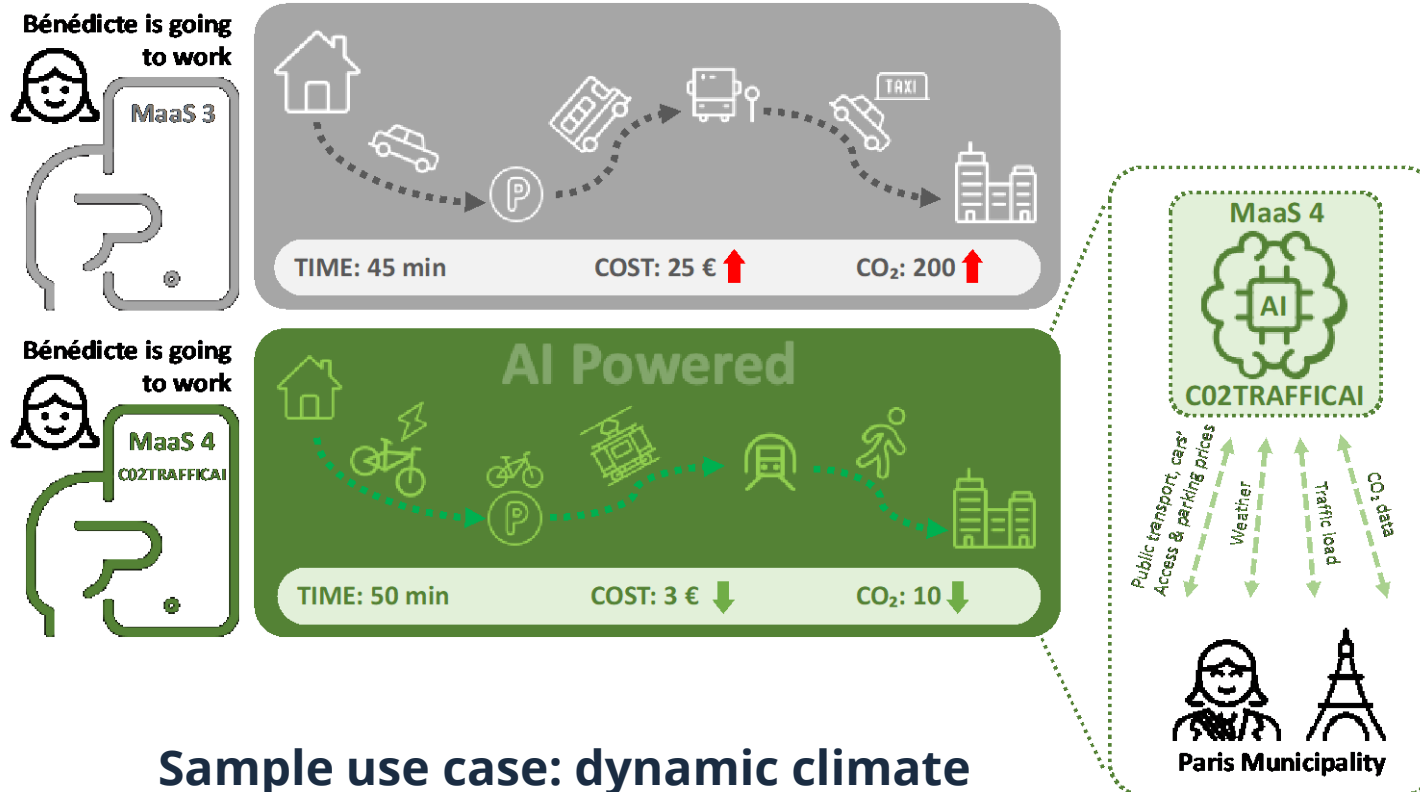 Bénédicte is going
to work
MaaS 3
TAXI
P
TIME: 45 min
COST: 25 €
CO₂: 200
Bénédicte is going
to work
MaaS 4
C02TRAFFICAI
AI Powered
P
TIME: 50 min
COST: 3 €
CO₂: 10
MaaS 4
AI
C02TRAFFICAI
Public transport, cars'
Access & parking prices
Weather
Traffic load
CO₂ data
Paris Municipality
Sample use case: dynamic climate